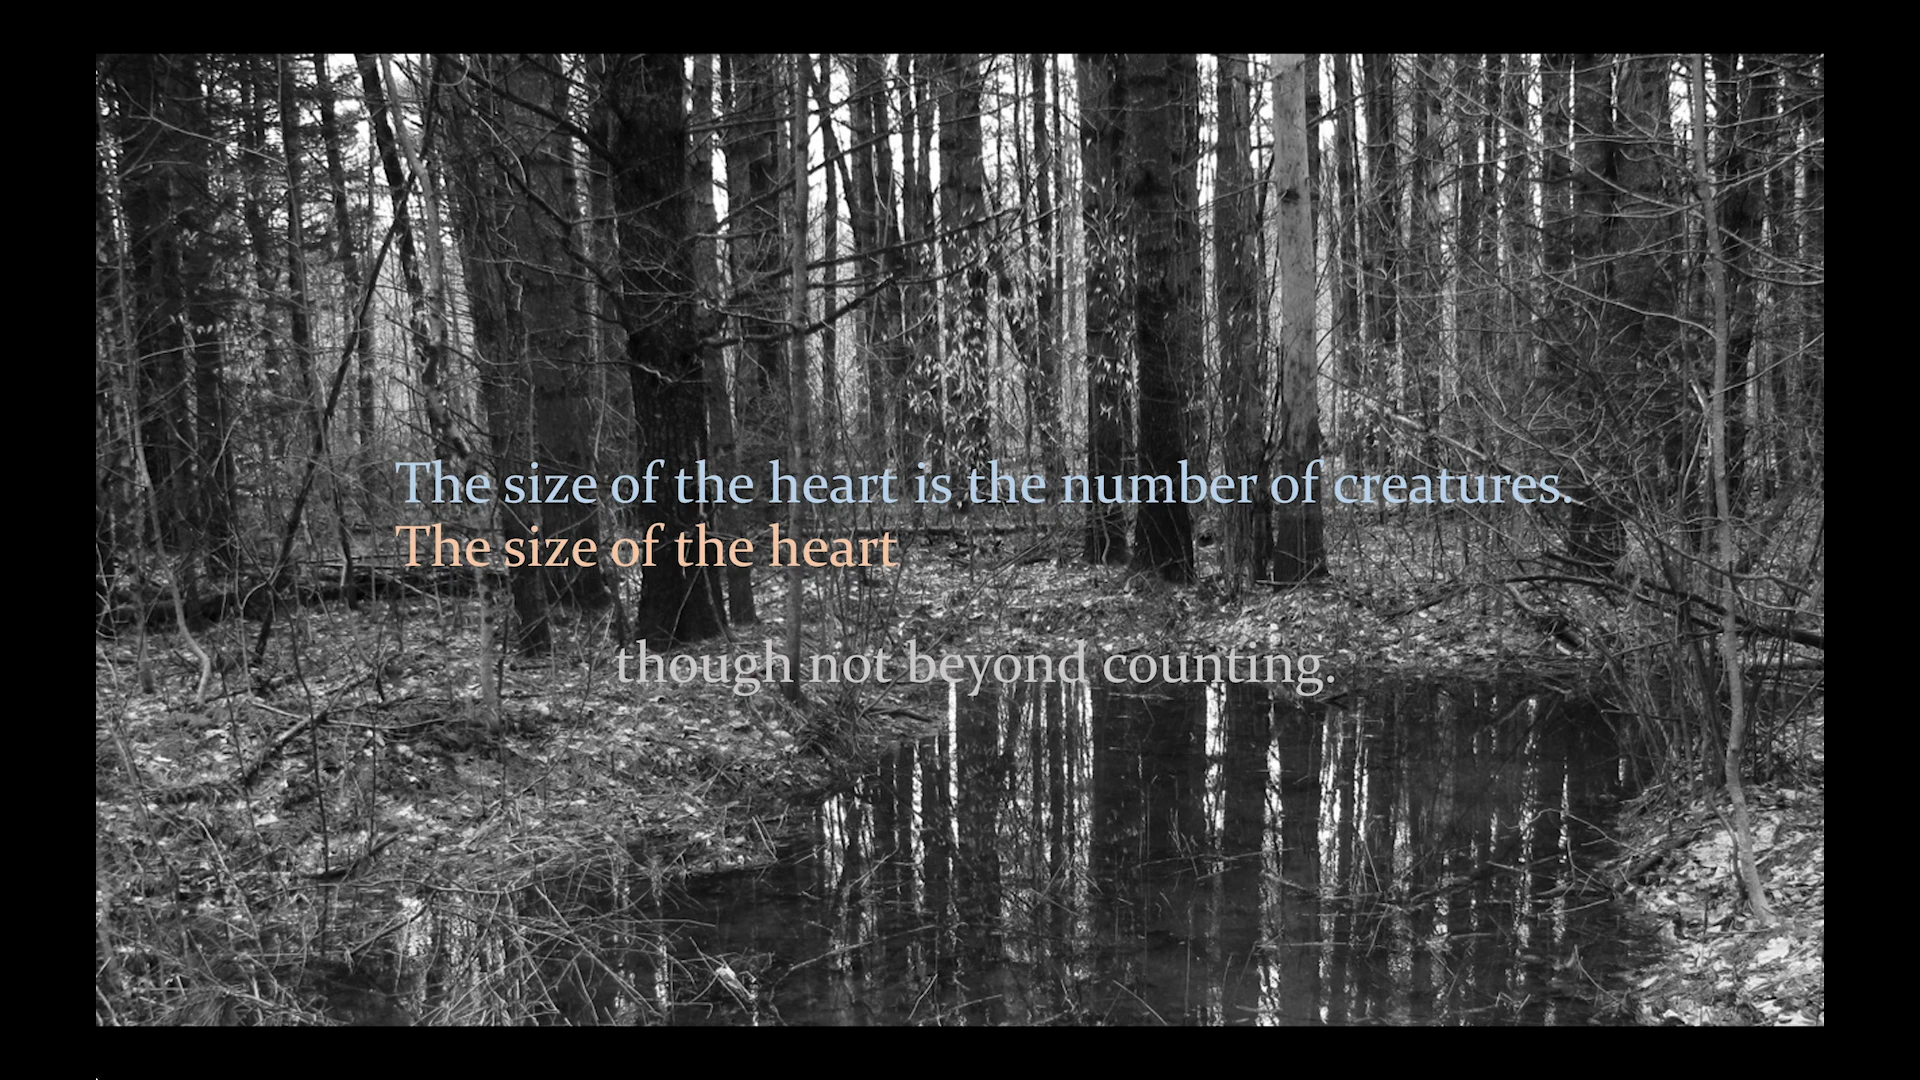 The size of the heart is the number of creatures.
The size of the heart
though not beyond counting.